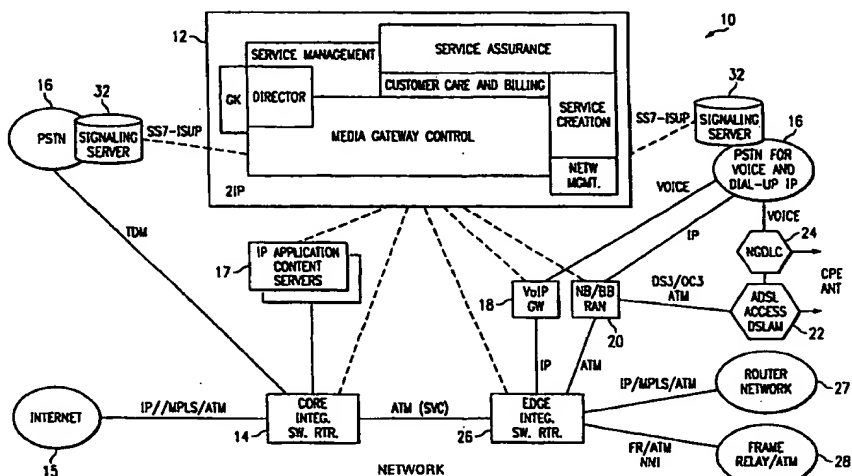 10
12
SERVICE MANAGEMENT
SERVICE ASSURANCE
CUSTOMER CARE AND BILLING
GK
DIRECTOR
SERVICE
CREATION
MEDIA GATEWAY CONTROL
NETW
MGMT.
2IP
16
32
PSTN
SIGNALING
SERVER
SS7-ISUP
SS7-ISUP
32
SIGNALING
SERVER
16
PSTN FOR
VOICE AND
DIAL-UP IP
VOICE
IP
VOICE
24
NGDLC
TDM
17
IP APPLICATION
CONTENT
SERVERS
18
VoIP
GW
NB/BB
RAN
20
DS3/OC3
ATM
ADSL
ACCESS
DSLAM
22
CPE
ANT
IP
ATM
INTERNET
15
IP//MPLS/ATM
CORE
INTEG.
SW. RTR.
14
ATM (SVC)
EDGE
INTEG.
SW. RTR.
26
IP/MPLS/ATM
ROUTER
NETWORK
27
FR/ATM
NNI
FRAME
RELAY/ATM
28
NETWORK